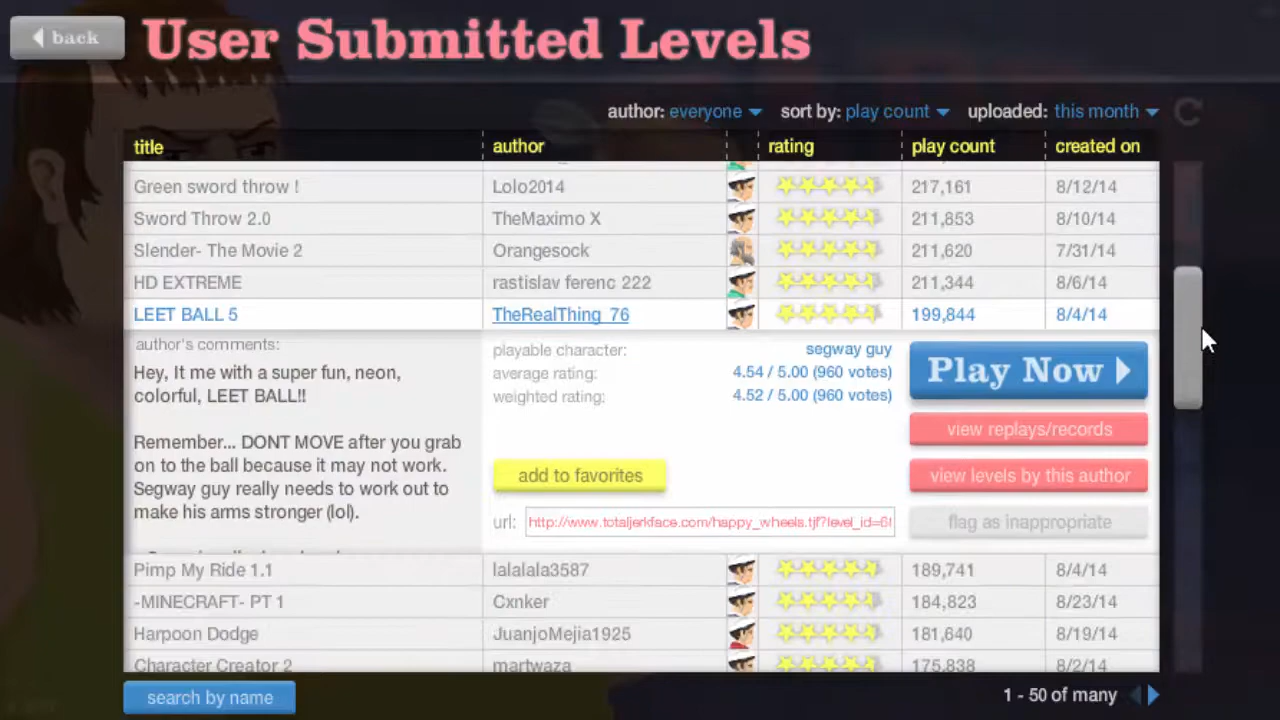 back
User Submitted Levels
author: everyone sort by: play count uploaded: this month
title author rating play count created on
Green sword throw ! Lolo2014 217,161 8/12/14
Sword Throw 2.0 TheMaximo X 211,853 8/10/14
Slender- The Movie 2 Orangesock 211,620 7/31/14
HD EXTREME rastislav ferenc 222 211,344 8/6/14
LEET BALL 5 TheRealThing_76 199,844 8/4/14
author's comments:
Hey, It me with a super fun, neon,
colorful, LEET BALL!!
Remember... DONT MOVE after you grab
on to the ball because it may not work.
Segway guy really needs to work out to
make his arms stronger (lol).
playable character: segway guy
average rating: 4.54 / 5.00 (960 votes)
weighted rating: 4.52 / 5.00 (960 votes)
add to favorites
url: http://www.totaljerkface.com/happy_wheels.tjf?level_id=6
Play Now
view replays/records
view levels by this author
flag as inappropriate
Pimp My Ride 1.1 lalalala3587 189,741 8/4/14
-MINECRAFT- PT 1 Cxnker 184,823 8/23/14
Harpoon Dodge JuanjoMejia1925 181,640 8/19/14
Character Creator 2 martwaza 175,838 8/2/14
search by name
1 - 50 of many